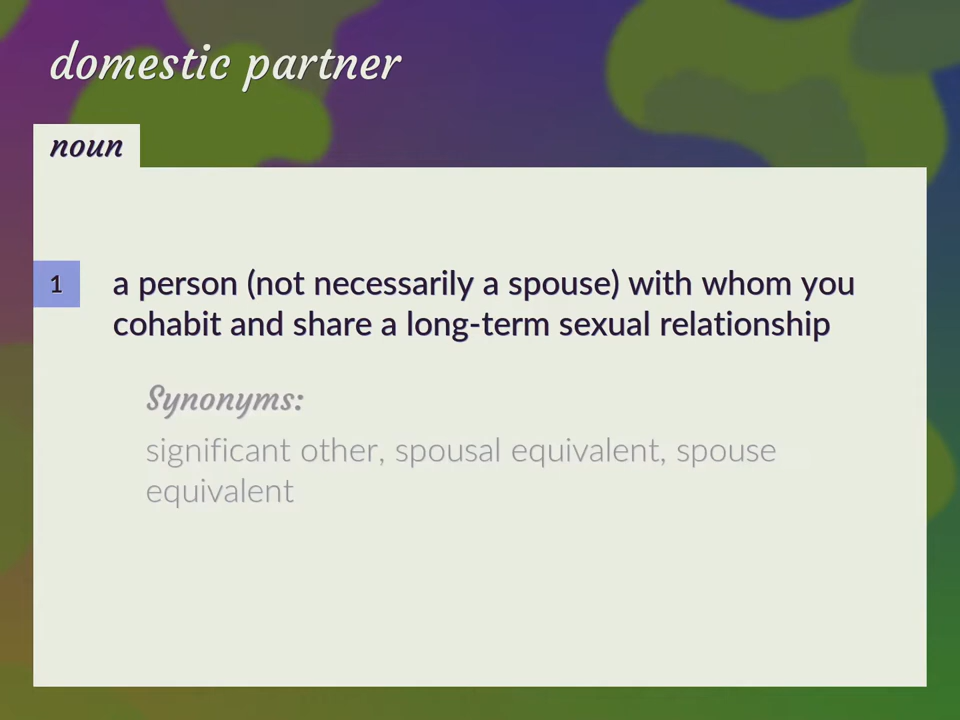 domestic partner
noun
1
a person (not necessarily a spouse) with whom you
cohabit and share a long-term sexual relationship
Synonyms:
significant other, spousal equivalent, spouse
equivalent